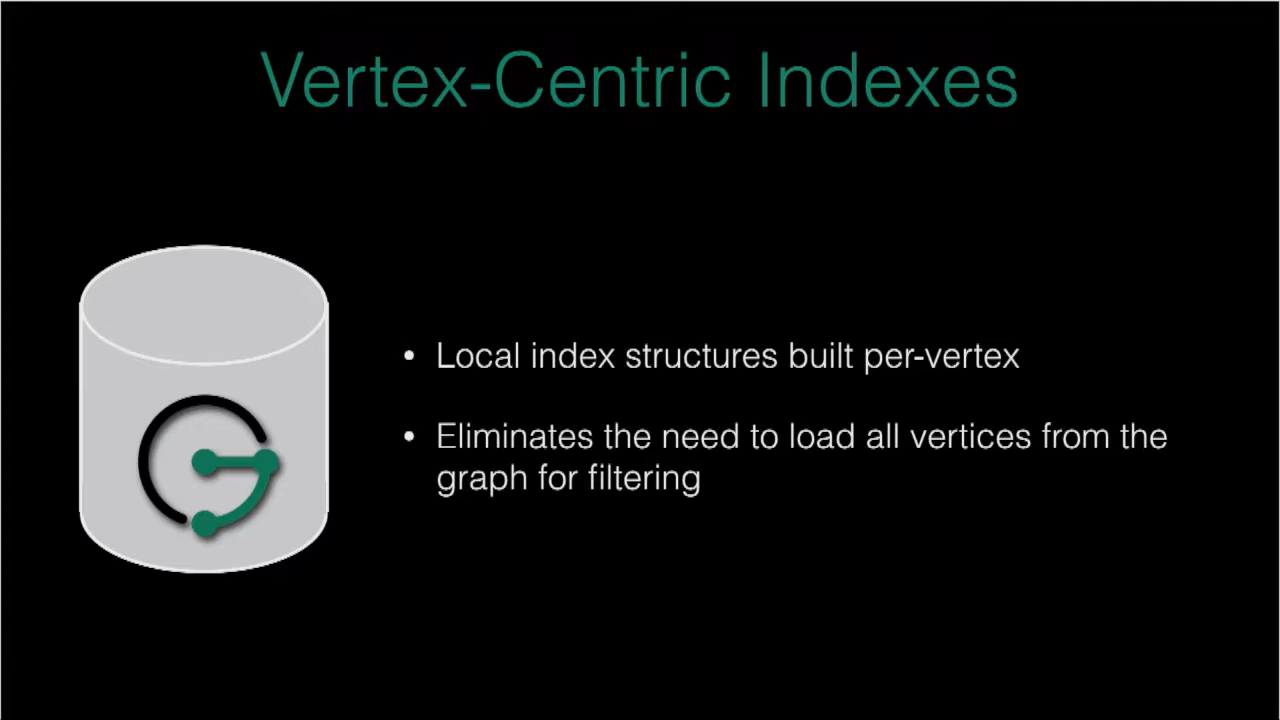 Vertex-Centric Indexes
• Local index structures built per-vertex
• Eliminates the need to load all vertices from the
graph for filtering